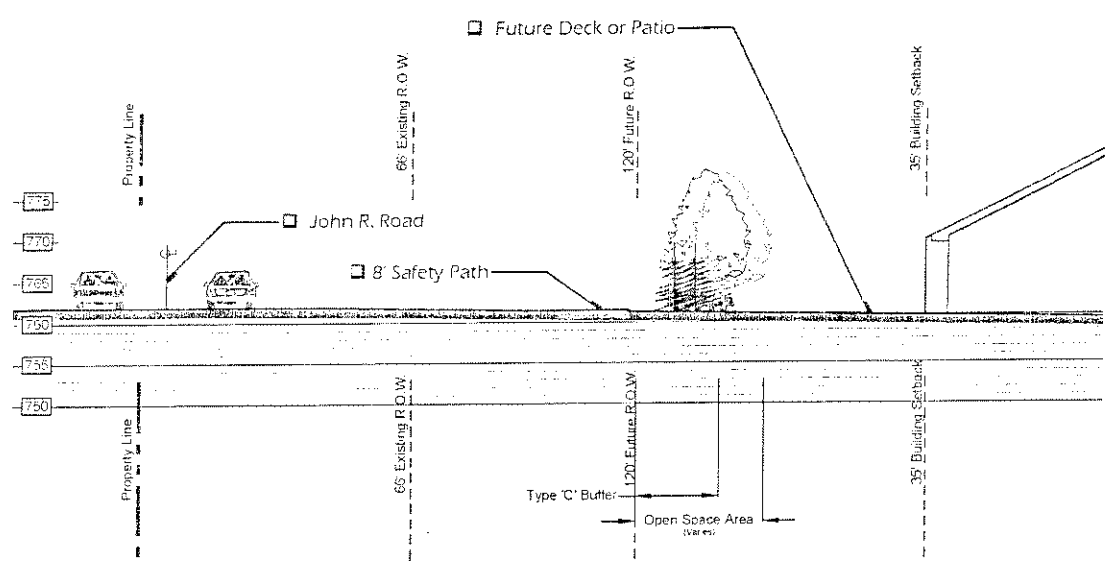 Future Deck or Patio
Property Line
66' Existing R.O.W.
120' Future R.O.W.
35' Building Setback
775
770
John R. Road
765
8' Safety Path
760
755
750
Property Line
66' Existing R.O.W.
120' Future R.O.W.
35' Building Setback
Type 'C' Buffer
Open Space Area
(Varies)